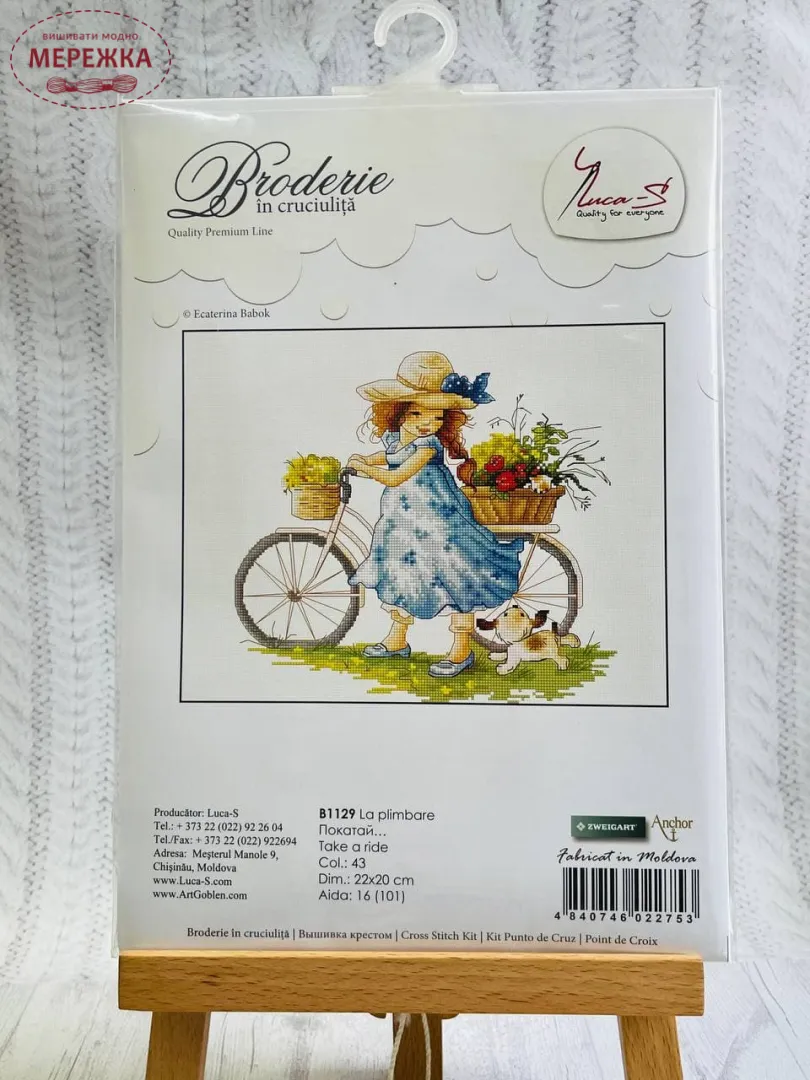 вишивати модно.
МЕРЕЖКА
Broderie
în cruciuliță
Quality Premium Line
Luca-S
Quality for everyone
© Ecaterina Babok
Producător: Luca-S
Tel.: + 373 22 (022) 92 26 04
Tel./Fax: + 373 22 (022) 922694
Adresa: Meșterul Manole 9,
Chișinău, Moldova
www.Luca-S.com
www.ArtGoblen.com
B1129 La plimbare
Покатай...
Take a ride
Col.: 43
Dim.: 22x20 cm
Aida: 16 (101)
ZWEIGART
Anchor
Fabricat in Moldova
4 840746 022753
Broderie în cruciuliță | Вышивка крестом | Cross Stitch Kit | Kit Punto de Cruz | Point de Croix